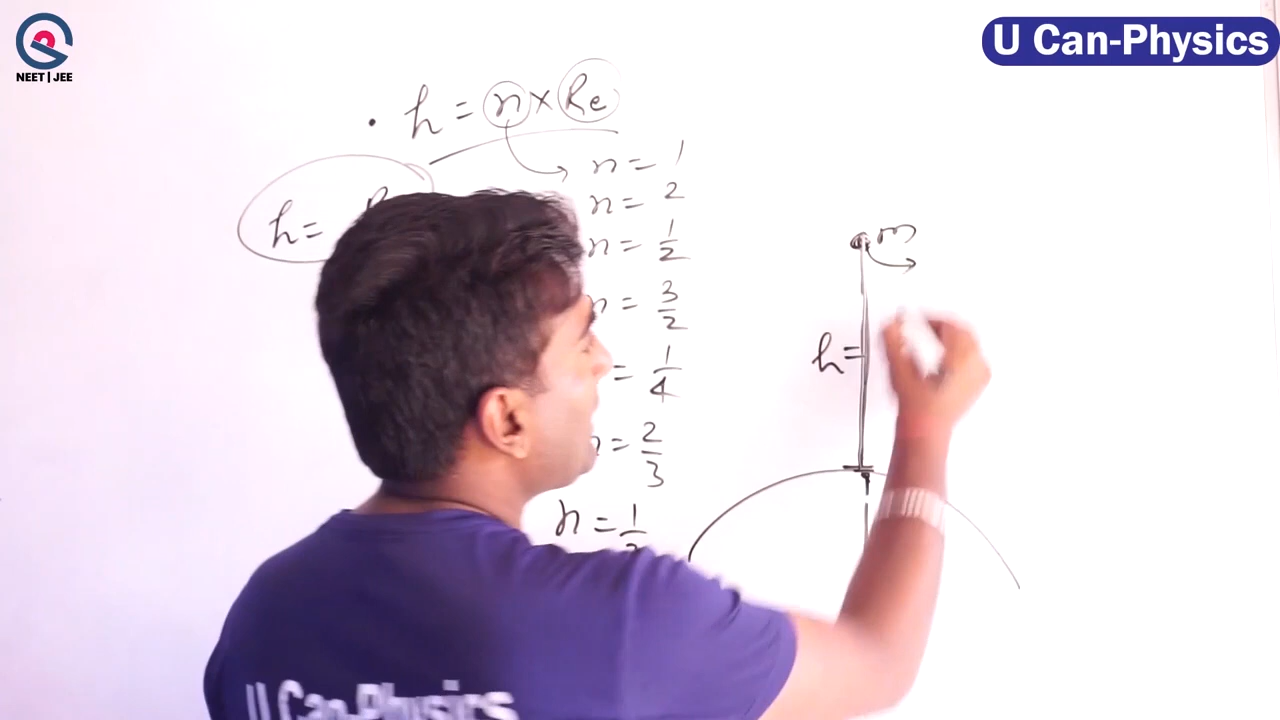 NEET | JEE
U Can-Physics
• h = n × Re
n = 1
n = 2
n = 1/2
n = 3/2
= 1/4
= 2/3
n = 1/
h =
m
h =
U Can-Physics